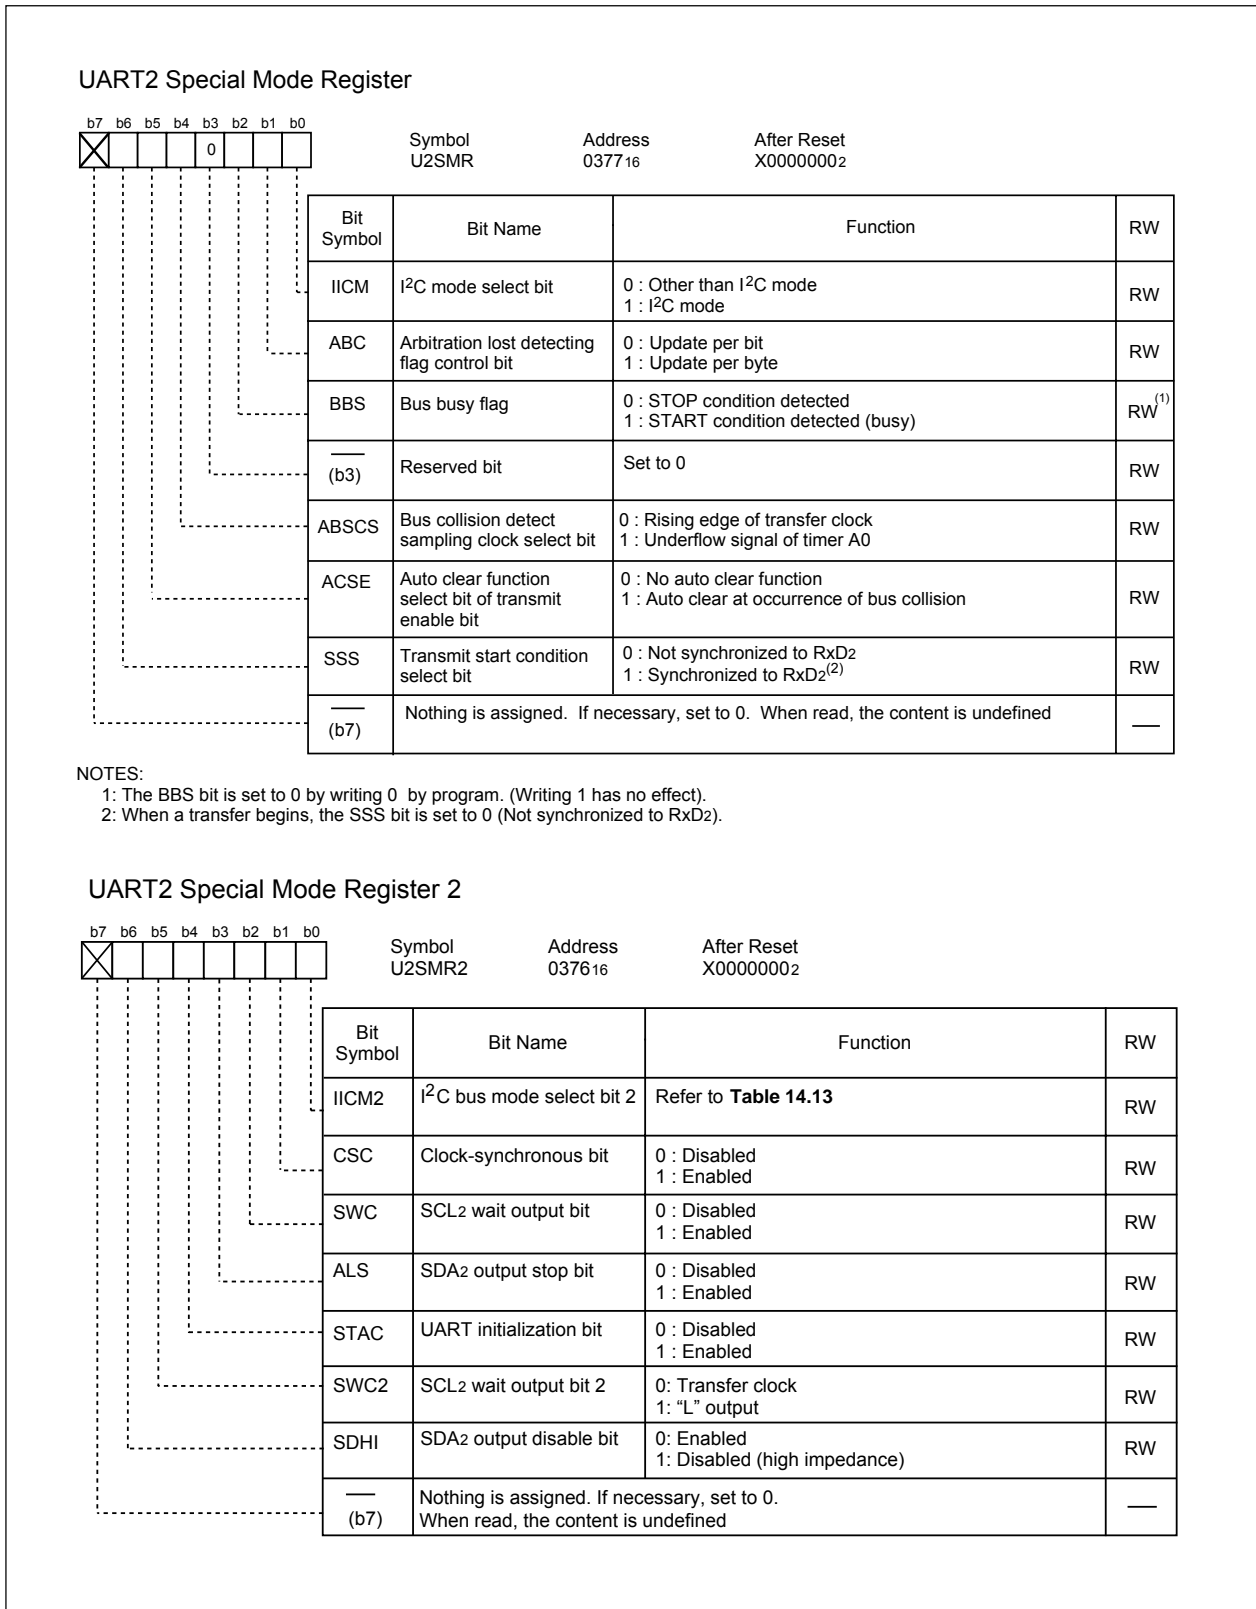 UART2 Special Mode Register
b7 b6 b5 b4 b3 b2 b1 b0
0
Symbol Address After Reset
U2SMR 037716 X00000002
Bit Symbol Bit Name Function RW
IICM I2C mode select bit 0 : Other than I2C mode
1 : I2C mode RW
ABC Arbitration lost detecting 0 : Update per bit
flag control bit 1 : Update per byte RW
BBS Bus busy flag 0 : STOP condition detected
1 : START condition detected (busy) RW(1)
(b3) Reserved bit Set to 0 RW
ABSCS Bus collision detect 0 : Rising edge of transfer clock
sampling clock select bit 1 : Underflow signal of timer A0 RW
ACSE Auto clear function 0 : No auto clear function
select bit of transmit 1 : Auto clear at occurrence of bus collision RW
enable bit
SSS Transmit start condition 0 : Not synchronized to RxD2
select bit 1 : Synchronized to RxD2(2) RW
(b7) Nothing is assigned. If necessary, set to 0. When read, the content is undefined —
NOTES:
1: The BBS bit is set to 0 by writing 0 by program. (Writing 1 has no effect).
2: When a transfer begins, the SSS bit is set to 0 (Not synchronized to RxD2).
UART2 Special Mode Register 2
b7 b6 b5 b4 b3 b2 b1 b0
Symbol Address After Reset
U2SMR2 037616 X00000002
Bit Symbol Bit Name Function RW
IICM2 I2C bus mode select bit 2 Refer to Table 14.13 RW
CSC Clock-synchronous bit 0 : Disabled
1 : Enabled RW
SWC SCL2 wait output bit 0 : Disabled
1 : Enabled RW
ALS SDA2 output stop bit 0 : Disabled
1 : Enabled RW
STAC UART initialization bit 0 : Disabled
1 : Enabled RW
SWC2 SCL2 wait output bit 2 0: Transfer clock
1: “L” output RW
SDHI SDA2 output disable bit 0: Enabled
1: Disabled (high impedance) RW
(b7) Nothing is assigned. If necessary, set to 0.
When read, the content is undefined —